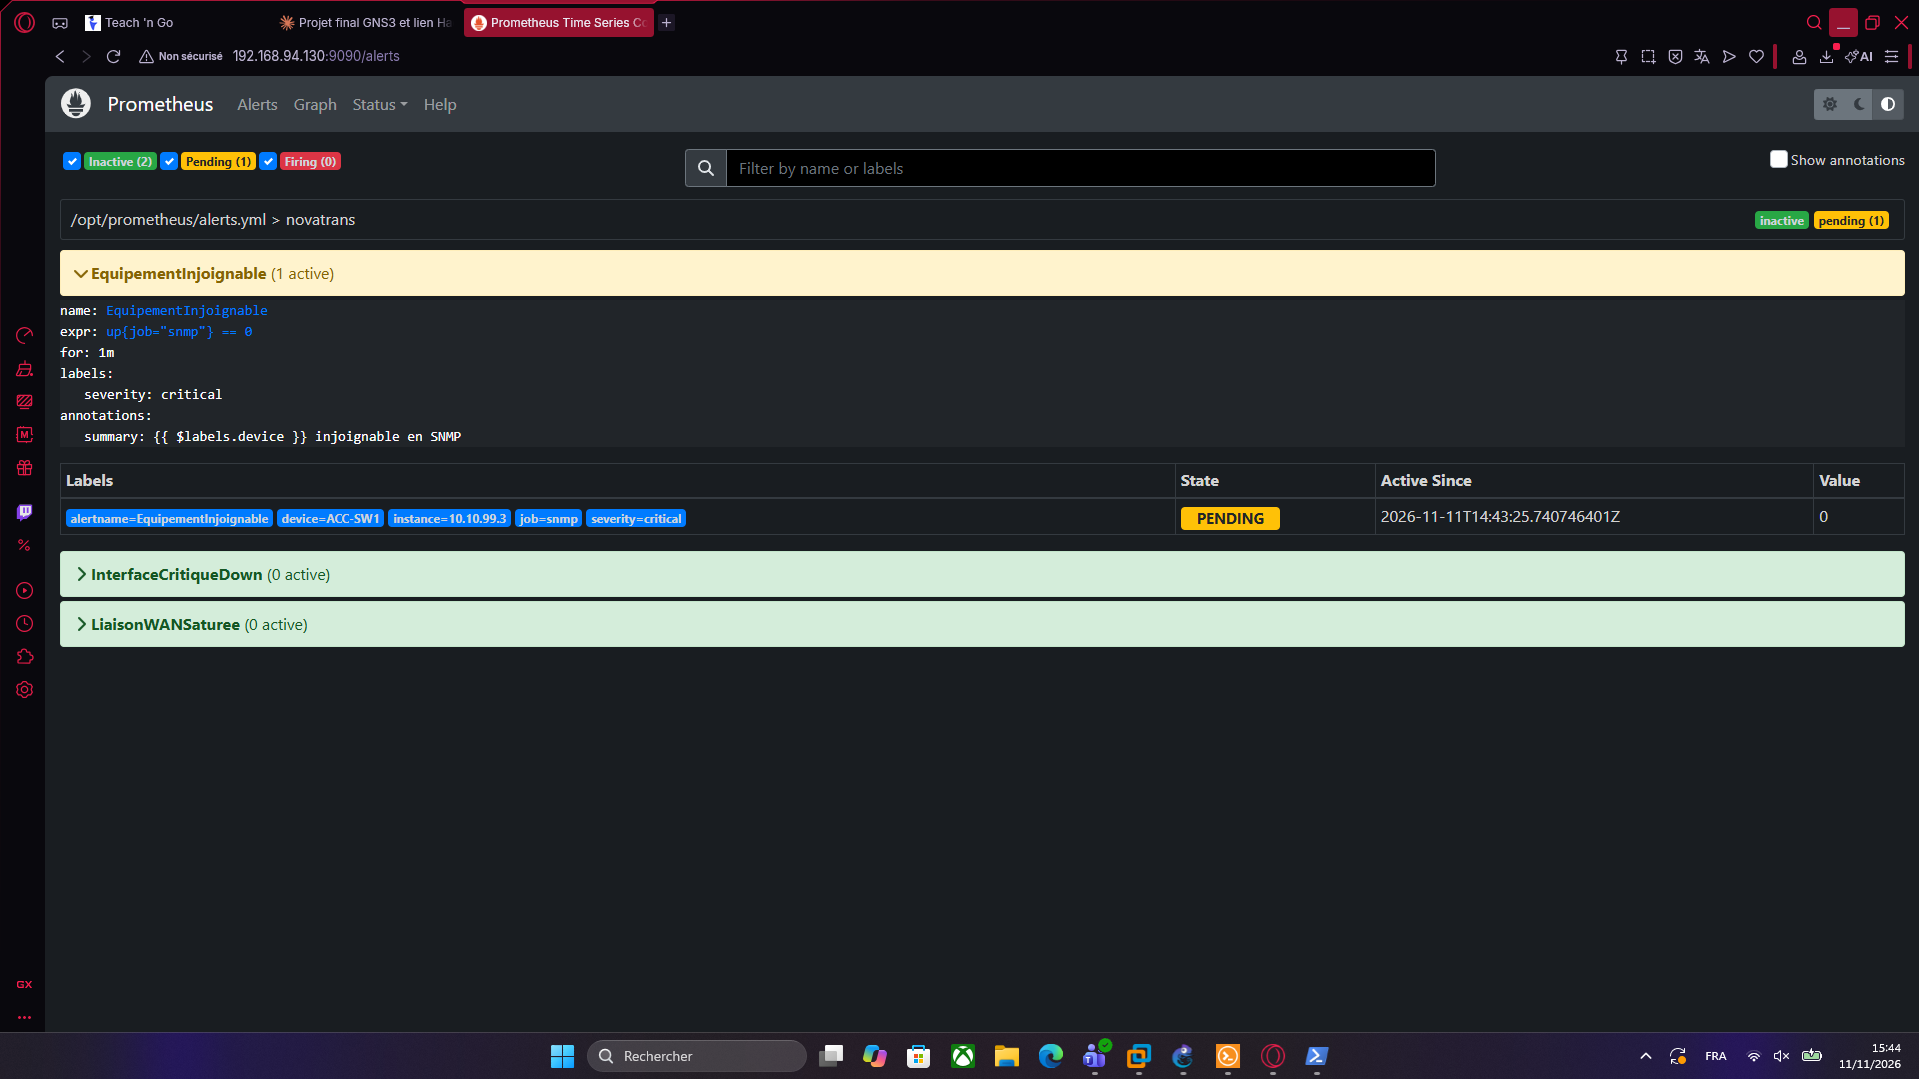 Teach 'n Go
Projet final GNS3 et lien Ha
Prometheus Time Series Co
Non sécurisé
192.168.94.130:9090/alerts
AI
Prometheus
Alerts
Graph
Status
Help
Inactive (2)
Pending (1)
Firing (0)
Filter by name or labels
Show annotations
/opt/prometheus/alerts.yml > novatrans
inactive
pending (1)
EquipementInjoignable (1 active)
name: EquipementInjoignable
expr: up{job="snmp"} == 0
for: 1m
labels:
severity: critical
annotations:
summary: {{ $labels.device }} injoignable en SNMP
Labels
State
Active Since
Value
alertname=EquipementInjoignable
device=ACC-SW1
instance=10.10.99.3
job=snmp
severity=critical
PENDING
2026-11-11T14:43:25.740746401Z
0
InterfaceCritiqueDown (0 active)
LiaisonWANSaturee (0 active)
GX
Rechercher
FRA
15:44
11/11/2026